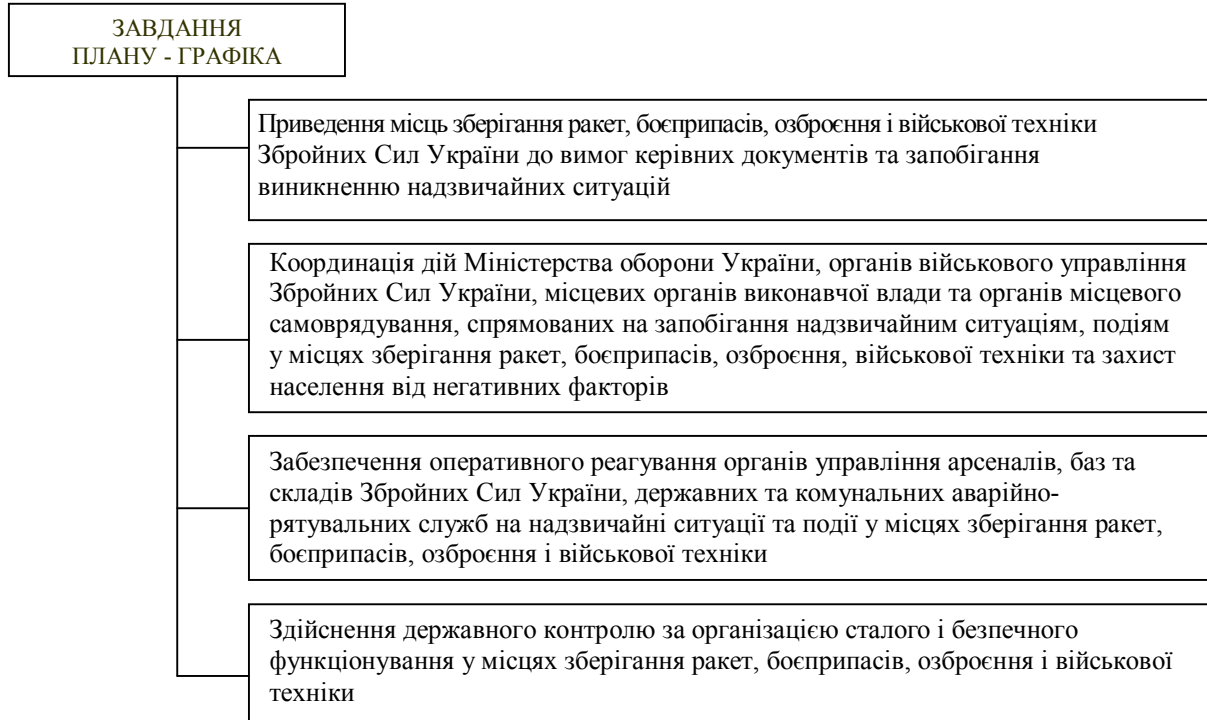 ЗАВДАННЯ
ПЛАНУ - ГРАФІКА
Приведення місць зберігання ракет, боєприпасів, озброєння і військової техніки
Збройних Сил України до вимог керівних документів та запобігання
виникненню надзвичайних ситуацій
Координація дій Міністерства оборони України, органів військового управління
Збройних Сил України, місцевих органів виконавчої влади та органів місцевого
самоврядування, спрямованих на запобігання надзвичайним ситуаціям, подіям
у місцях зберігання ракет, боєприпасів, озброєння, військової техніки та захист
населення від негативних факторів
Забезпечення оперативного реагування органів управління арсеналів, баз та
складів Збройних Сил України, державних та комунальних аварійно-
рятувальних служб на надзвичайні ситуації та події у місцях зберігання ракет,
боєприпасів, озброєння і військової техніки
Здійснення державного контролю за організацією сталого і безпечного
функціонування у місцях зберігання ракет, боєприпасів, озброєння і військової
техніки